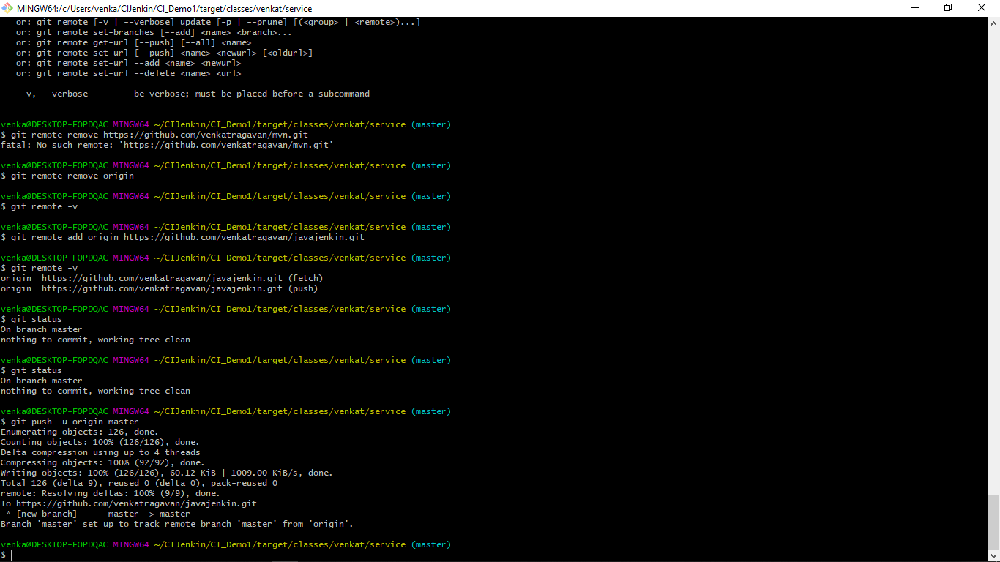 MINGW64:/c/Users/venka/CIJenkin/CI_Demo1/target/classes/venkat/service
or: git remote [-v | --verbose] update [-p | --prune] [(<group> | <remote>)...]
or: git remote set-branches [--add] <name> <branch>...
or: git remote get-url [--push] [--all] <name>
or: git remote set-url [--push] <name> <newurl> [<oldurl>]
or: git remote set-url --add <name> <newurl>
or: git remote set-url --delete <name> <url>
-v, --verbose         be verbose; must be placed before a subcommand
venka@DESKTOP-FOPDQAC MINGW64 ~/CIJenkin/CI_Demo1/target/classes/venkat/service (master)
$ git remote remove https://github.com/venkatragavan/mvn.git
fatal: No such remote: 'https://github.com/venkatragavan/mvn.git'
venka@DESKTOP-FOPDQAC MINGW64 ~/CIJenkin/CI_Demo1/target/classes/venkat/service (master)
$ git remote remove origin
venka@DESKTOP-FOPDQAC MINGW64 ~/CIJenkin/CI_Demo1/target/classes/venkat/service (master)
$ git remote -v
venka@DESKTOP-FOPDQAC MINGW64 ~/CIJenkin/CI_Demo1/target/classes/venkat/service (master)
$ git remote add origin https://github.com/venkatragavan/javajenkin.git
venka@DESKTOP-FOPDQAC MINGW64 ~/CIJenkin/CI_Demo1/target/classes/venkat/service (master)
$ git remote -v
origin  https://github.com/venkatragavan/javajenkin.git (fetch)
origin  https://github.com/venkatragavan/javajenkin.git (push)
venka@DESKTOP-FOPDQAC MINGW64 ~/CIJenkin/CI_Demo1/target/classes/venkat/service (master)
$ git status
On branch master
nothing to commit, working tree clean
venka@DESKTOP-FOPDQAC MINGW64 ~/CIJenkin/CI_Demo1/target/classes/venkat/service (master)
$ git status
On branch master
nothing to commit, working tree clean
venka@DESKTOP-FOPDQAC MINGW64 ~/CIJenkin/CI_Demo1/target/classes/venkat/service (master)
$ git push -u origin master
Enumerating objects: 126, done.
Counting objects: 100% (126/126), done.
Delta compression using up to 4 threads
Compressing objects: 100% (92/92), done.
Writing objects: 100% (126/126), 60.12 KiB | 1009.00 KiB/s, done.
Total 126 (delta 9), reused 0 (delta 0), pack-reused 0
remote: Resolving deltas: 100% (9/9), done.
To https://github.com/venkatragavan/javajenkin.git
* [new branch]      master -> master
Branch 'master' set up to track remote branch 'master' from 'origin'.
venka@DESKTOP-FOPDQAC MINGW64 ~/CIJenkin/CI_Demo1/target/classes/venkat/service (master)
$